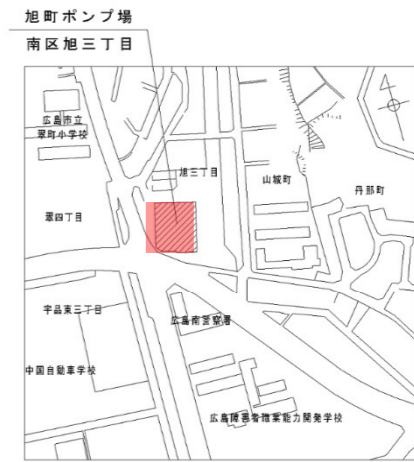 旭町ポンプ場
南区旭三丁目
広島市立
翠町小学校
旭三丁目
山城町
丹那町
翠四丁目
宇品東三丁目
広島南警察署
中国自動車学校
広島障害者職業能力開発学校